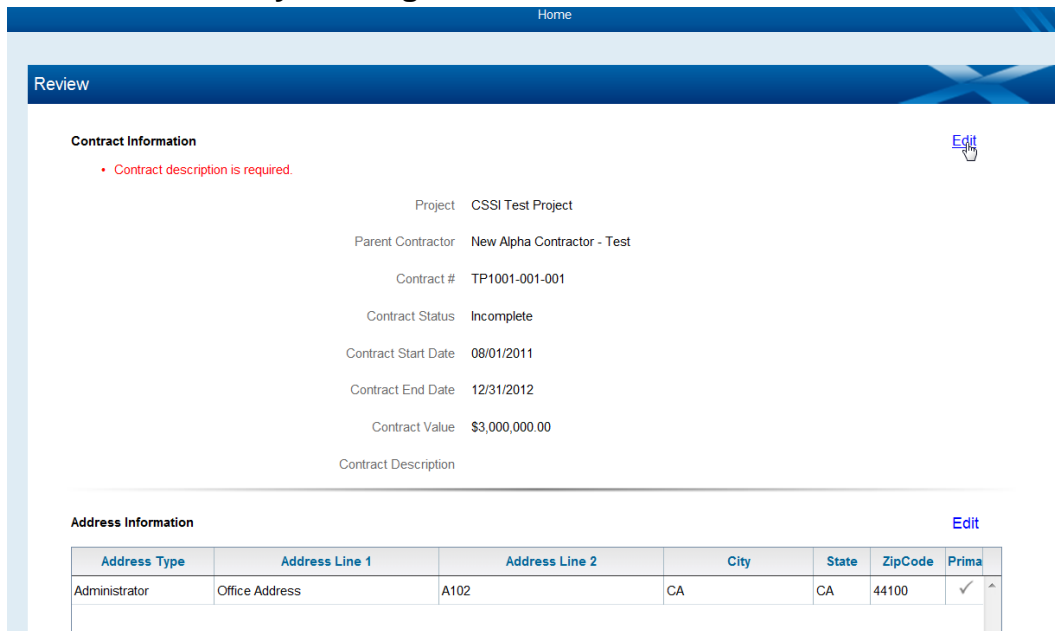 Home
Review
Contract Information
Edit
• Contract description is required.
Project CSSI Test Project
Parent Contractor New Alpha Contractor - Test
Contract # TP1001-001-001
Contract Status Incomplete
Contract Start Date 08/01/2011
Contract End Date 12/31/2012
Contract Value $3,000,000.00
Contract Description
Address Information
Edit
Address Type Address Line 1 Address Line 2 City State ZipCode Prima
Administrator Office Address A102 CA CA 44100